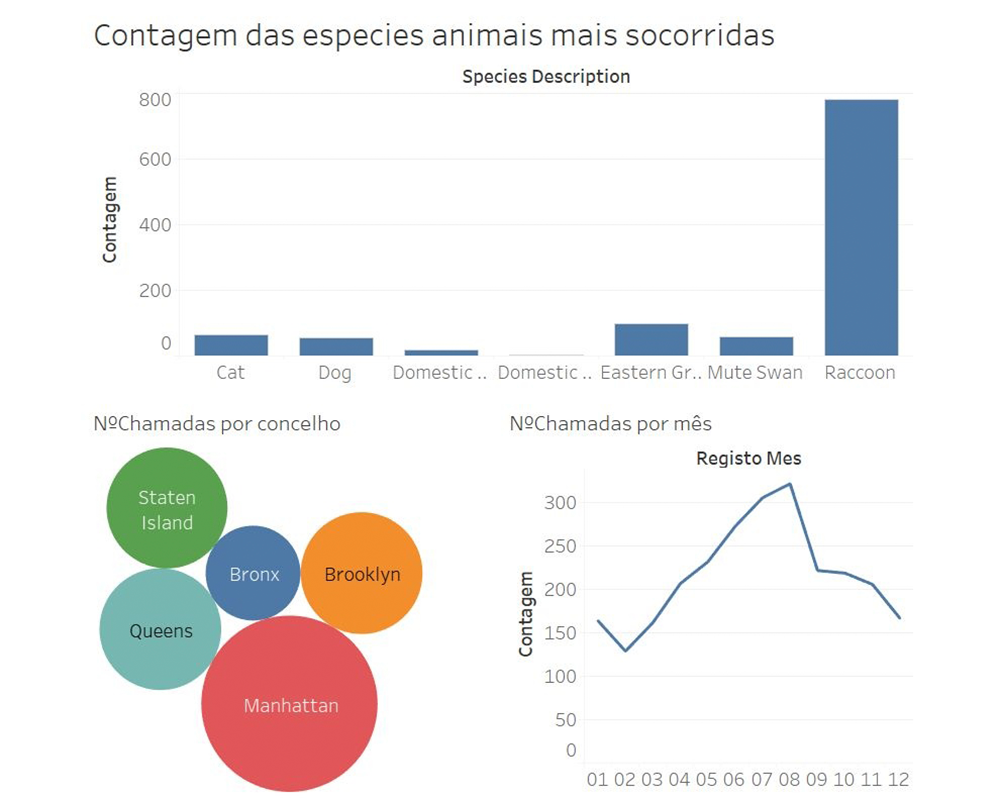 Contagem das especies animais mais socorridas
Species Description
Contagem
800
600
400
200
0
Cat
Dog
Domestic ..
Domestic ..
Eastern Gr..
Mute Swan
Raccoon
NºChamadas por concelho
Staten
Island
Bronx
Brooklyn
Queens
Manhattan
NºChamadas por mês
Registo Mes
Contagem
300
250
200
150
100
50
0
01 02 03 04 05 06 07 08 09 10 11 12